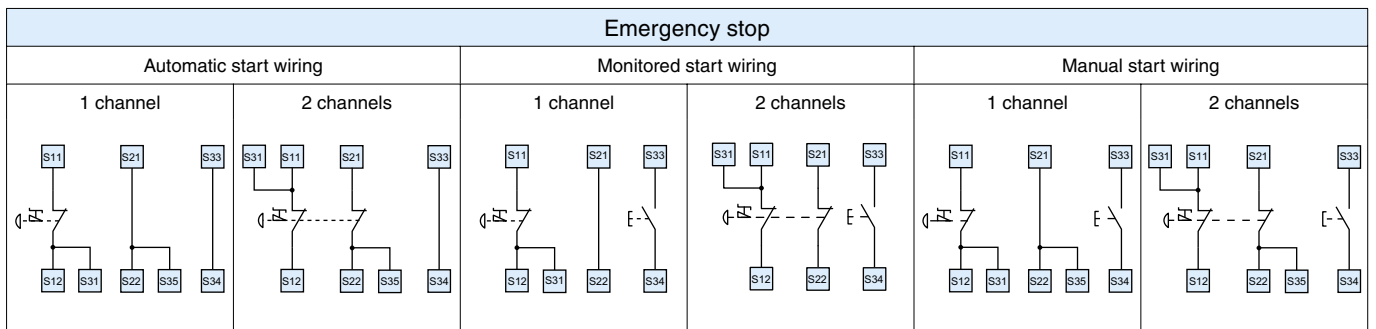 Emergency stop
Automatic start wiring
Monitored start wiring
Manual start wiring
1 channel
2 channels
1 channel
2 channels
1 channel
2 channels
S11 S21 S33
S12 S31 S22 S35 S34
S31 S11 S21 S33
S12 S22 S35 S34
S11 S21 S33
S12 S31 S22 S34
S31 S11 S21 S33
S12 S22 S34
S11 S21 S33
S12 S31 S22 S35 S34
S31 S11 S21 S33
S12 S22 S35 S34